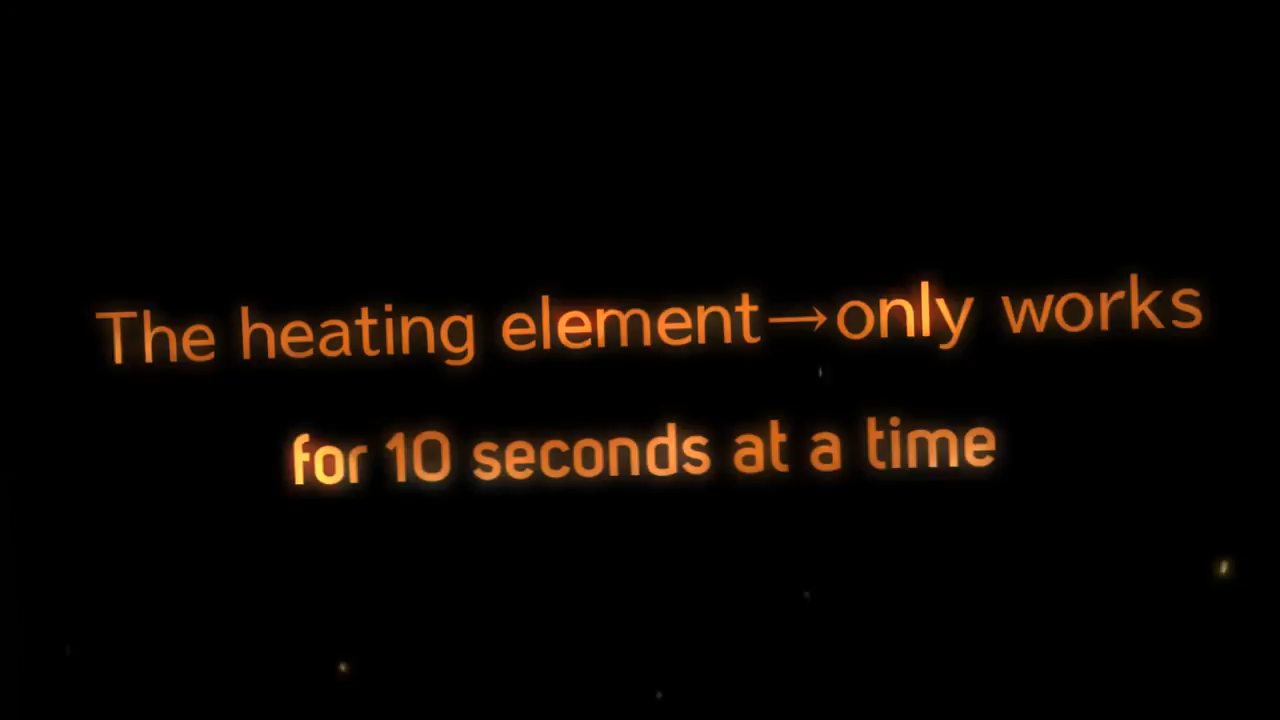 The heating element→only works
for 10 seconds at a time